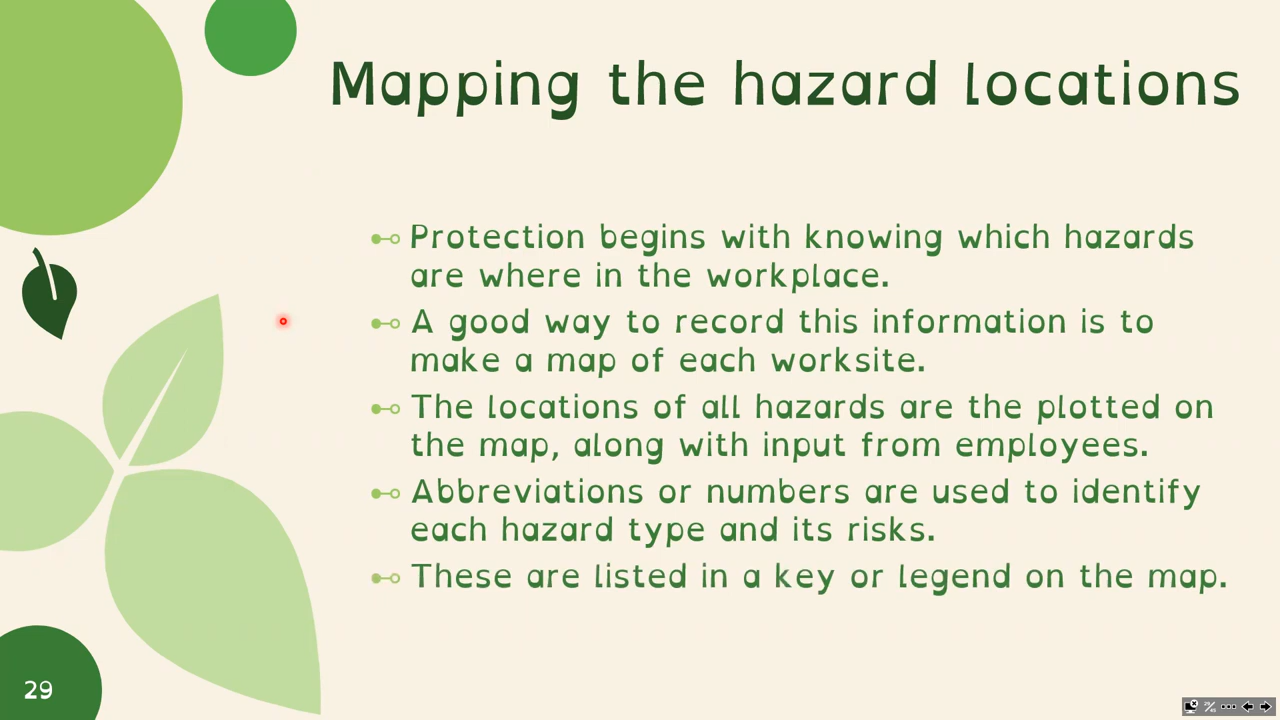 Mapping the hazard locations
Protection begins with knowing which hazards
are where in the workplace.
A good way to record this information is to
make a map of each worksite.
The locations of all hazards are the plotted on
the map, along with input from employees.
Abbreviations or numbers are used to identify
each hazard type and its risks.
These are listed in a key or legend on the map.
29